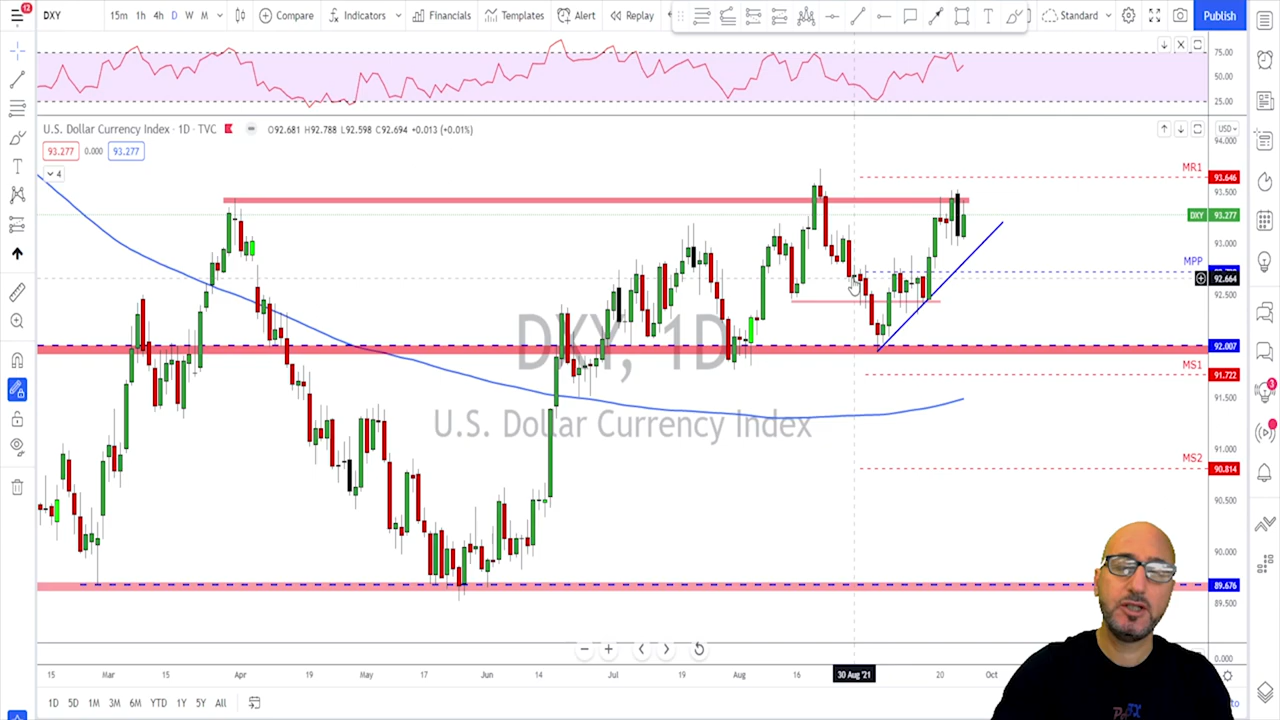 12
DXY
15m 1h 4h D W M
Compare
Indicators
Financials
Templates
Alert
Replay
Standard
Publish
75.00
50.00
25.00
U.S. Dollar Currency Index · 1D · TVC
O92.681 H92.788 L92.598 C92.694 +0.013 (+0.01%)
USD
94.000
93.277 0.000 93.277
4
MR1 93.646
93.500
DXY 93.277
93.000
MPP
92.664
92.500
DXY, 1D
U.S. Dollar Currency Index
92.007
MS1 91.722
91.500
91.000
MS2 90.814
90.500
90.000
89.676
89.500
0.000
3
15 Mar 15 Apr 19 May 17 Jun 14 Jul 19 Aug 16 30 Aug '21 20 Oct
1D 5D 1M 3M 6M YTD 1Y 5Y All